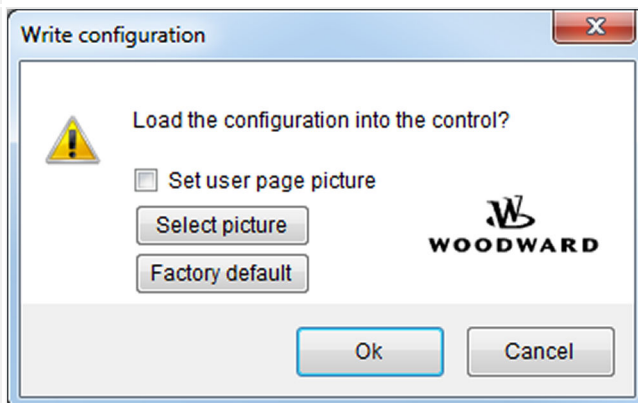 Write configuration
Load the configuration into the control?
Set user page picture
Select picture
WOODWARD
Factory default
Ok
Cancel